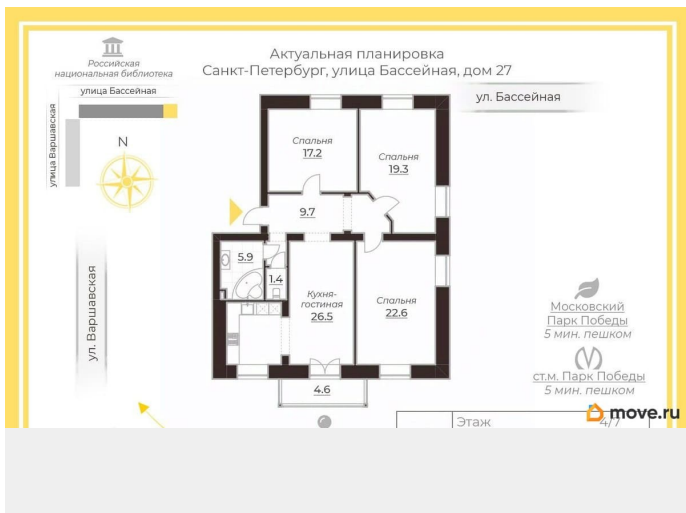 Российская
национальная библиотека
Актуальная планировка
Санкт-Петербург, улица Бассейная, дом 27
улица Бассейная
ул. Бассейная
улица Варшавская
N
Спальня
17.2
Спальня
19.3
9.7
5.9
1.4
Кухня-
гостиная
26.5
Спальня
22.6
4.6
ул. Варшавская
Московский
Парк Победы
5 мин. пешком
ст.м. Парк Победы
5 мин. пешком
Этаж
4/7
move.ru